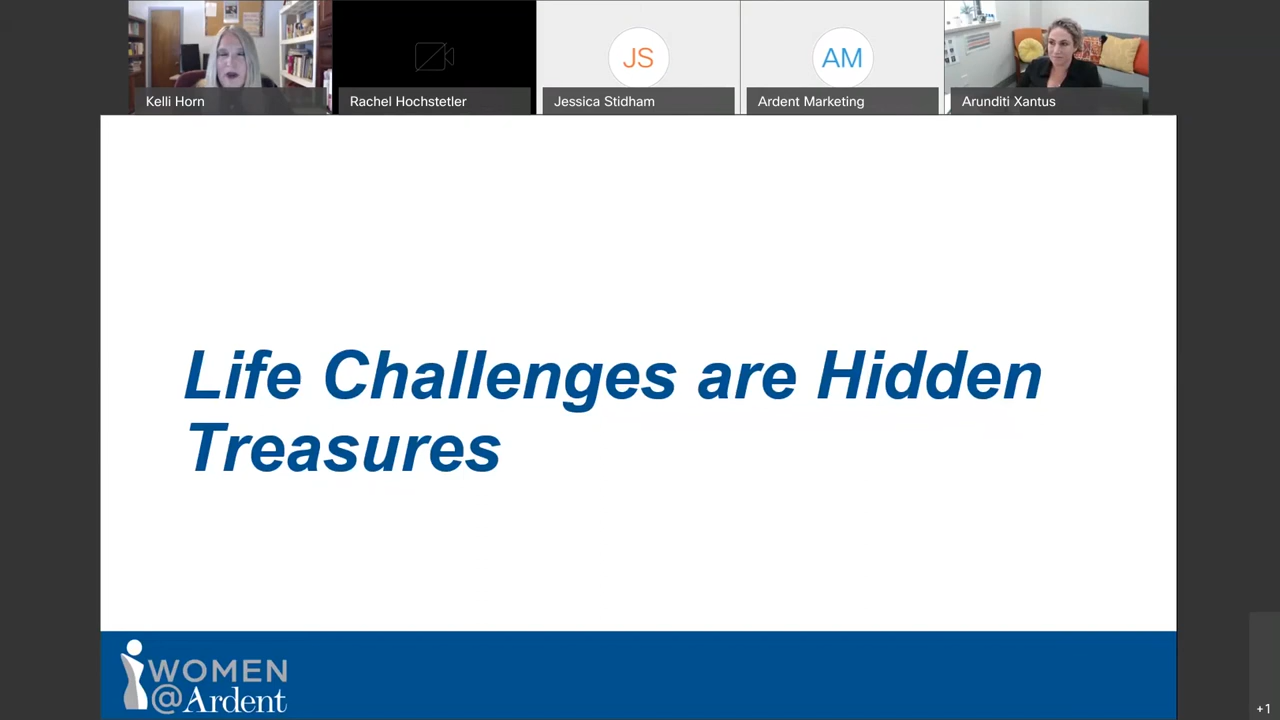 Kelli Horn
Rachel Hochstetler
JS
Jessica Stidham
AM
Ardent Marketing
Arunditi Xantus
Life Challenges are Hidden
Treasures
WOMEN
@Ardent
+1